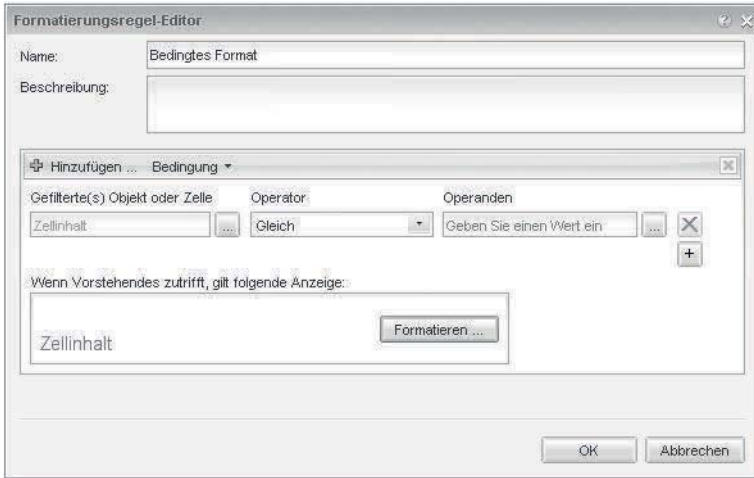 Formatierungsregel-Editor
Name: Bedingtes Format
Beschreibung:
Hinzufügen ... Bedingung
Gefilterte(s) Objekt oder Zelle Operator Operanden
Zellinhalt ... Gleich Geben Sie einen Wert ein ...
Wenn Vorstehendes zutrifft, gilt folgende Anzeige:
Formatieren ...
Zellinhalt
OK Abbrechen